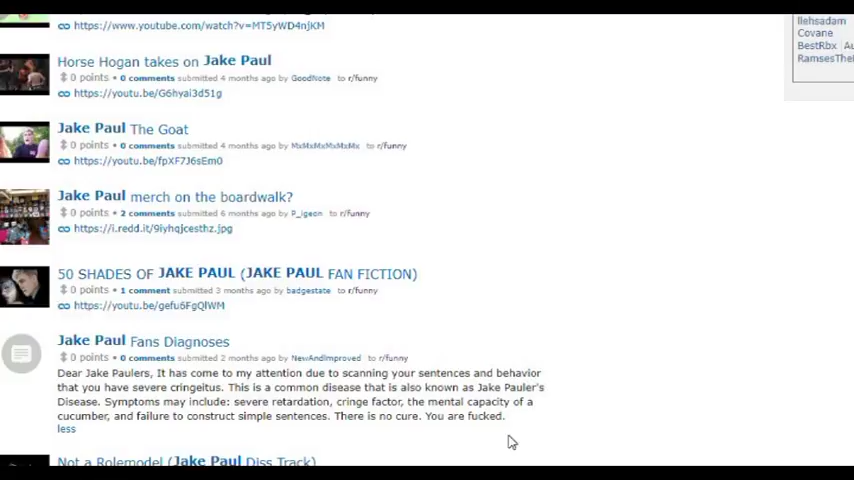 https://www.youtube.com/watch?v=MT5yWD4njKM
llehsadam
Covane
BestRbx
RamsesThe
Horse Hogan takes on Jake Paul
0 points • 0 comments submitted 4 months ago by GoodNote to r/funny
https://youtu.be/G6hyai3d51g
Jake Paul The Goat
0 points • 0 comments submitted 4 months ago by MxMxMxMxMxMx to r/funny
https://youtu.be/fpXF7J6sEm0
Jake Paul merch on the boardwalk?
0 points • 2 comments submitted 6 months ago by P_igeon to r/funny
https://i.redd.it/9iyhqjcesthz.jpg
50 SHADES OF JAKE PAUL (JAKE PAUL FAN FICTION)
0 points • 1 comment submitted 3 months ago by badgestate to r/funny
https://youtu.be/gefu6FgQlWM
Jake Paul Fans Diagnoses
0 points • 0 comments submitted 2 months ago by NewAndImproved to r/funny
Dear Jake Paulers, It has come to my attention due to scanning your sentences and behavior
that you have severe cringeitus. This is a common disease that is also known as Jake Pauler's
Disease. Symptoms may include: severe retardation, cringe factor, the mental capacity of a
cucumber, and failure to construct simple sentences. There is no cure. You are fucked.
less
Not a Rolemodel (Jake Paul Diss Track)